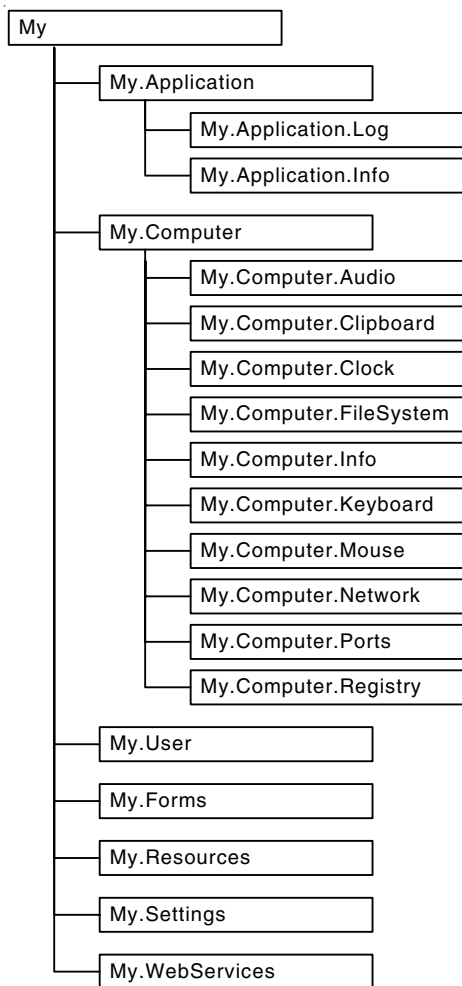 My
My.Application
My.Application.Log
My.Application.Info
My.Computer
My.Computer.Audio
My.Computer.Clipboard
My.Computer.Clock
My.Computer.FileSystem
My.Computer.Info
My.Computer.Keyboard
My.Computer.Mouse
My.Computer.Network
My.Computer.Ports
My.Computer.Registry
My.User
My.Forms
My.Resources
My.Settings
My.WebServices